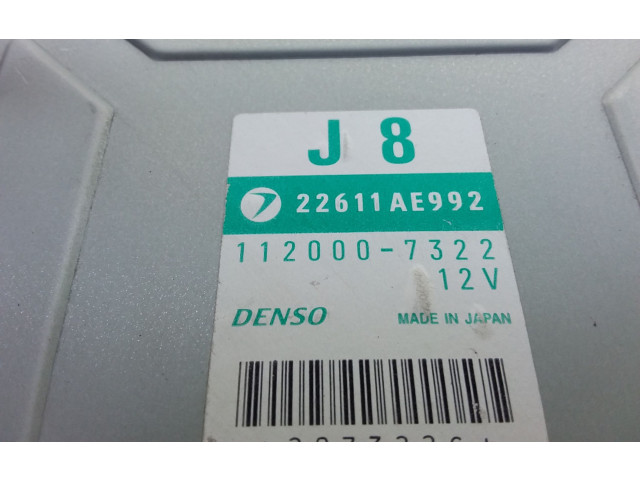 J 8
22611AE992
112000-7322
12V
DENSO MADE IN JAPAN